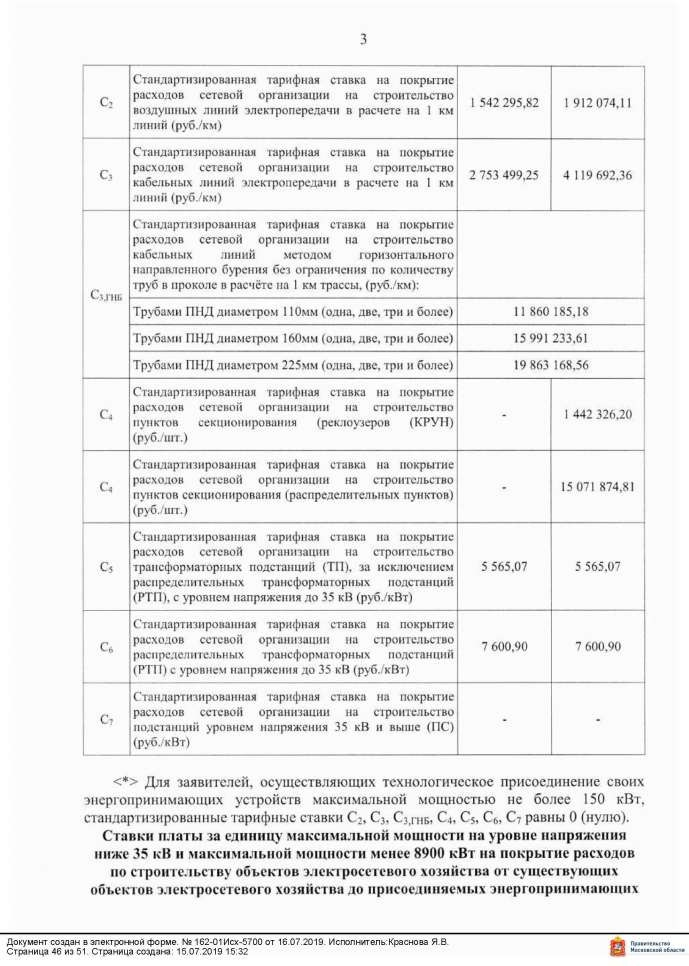 3
С2
Стандартизированная тарифная ставка на покрытие
расходов сетевой организации на строительство
воздушных линий электропередачи в расчете на 1 км
линий (руб./км)
1 542 295,82
1 912 074,11
С3
Стандартизированная тарифная ставка на покрытие
расходов сетевой организации на строительство
кабельных линий электропередачи в расчете на 1 км
линий (руб./км)
2 753 499,25
4 119 692,36
С3,ГНБ
Стандартизированная тарифная ставка на покрытие
расходов сетевой организации на строительство
кабельных линий методом горизонтального
направленного бурения без ограничения по количеству
труб в проколе в расчёте на 1 км трассы, (руб./км):
Трубами ПНД диаметром 110мм (одна, две, три и более)
11 860 185,18
Трубами ПНД диаметром 160мм (одна, две, три и более)
15 991 233,61
Трубами ПНД диаметром 225мм (одна, две, три и более)
19 863 168,56
С4
Стандартизированная тарифная ставка на покрытие
расходов сетевой организации на строительство
пунктов секционирования (реклоузеров (КРУН)
(руб./шт.)
-
1 442 326,20
С4
Стандартизированная тарифная ставка на покрытие
расходов сетевой организации на строительство
пунктов секционирования (распределительных пунктов)
(руб./шт.)
-
15 071 874,81
С5
Стандартизированная тарифная ставка на покрытие
расходов сетевой организации на строительство
трансформаторных подстанций (ТП), за исключением
распределительных трансформаторных подстанций
(РТП), с уровнем напряжения до 35 кВ (руб./кВт)
5 565,07
5 565,07
С6
Стандартизированная тарифная ставка на покрытие
расходов сетевой организации на строительство
распределительных трансформаторных подстанций
(РТП) с уровнем напряжения до 35 кВ (руб./кВт)
7 600,90
7 600,90
С7
Стандартизированная тарифная ставка на покрытие
расходов сетевой организации на строительство
подстанций уровнем напряжения 35 кВ и выше (ПС)
(руб./кВт)
-
-
<*> Для заявителей, осуществляющих технологическое присоединение своих
энергопринимающих устройств максимальной мощностью не более 150 кВт,
стандартизированные тарифные ставки С2, С3, С3,ГНБ, С4, С5, С6, С7 равны 0 (нулю).
Ставки платы за единицу максимальной мощности на уровне напряжения
ниже 35 кВ и максимальной мощности менее 8900 кВт на покрытие расходов
по строительству объектов электросетевого хозяйства от существующих
объектов электросетевого хозяйства до присоединяемых энергопринимающих
Документ создан в электронной форме. № 162-01Исх-5700 от 16.07.2019. Исполнитель:Краснова Я.В.
Страница 46 из 51. Страница создана: 15.07.2019 15:32
Правительство
Московской области